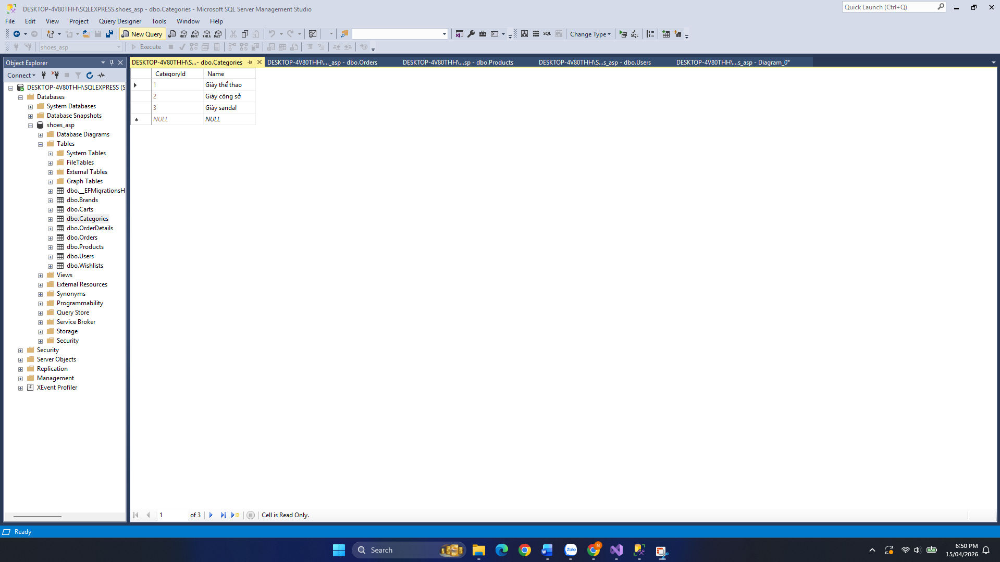 DESKTOP-4V80THH\SQLEXPRESS.shoes_asp - dbo.Categories - Microsoft SQL Server Management Studio
Quick Launch (Ctrl+Q)
File Edit View Project Query Designer Tools Window Help
New Query
MDX DMX XMLA DAX
SQL Change Type
shoes_asp Execute
Object Explorer
DESKTOP-4V80THH\S...- dbo.Categories DESKTOP-4V80THH\..._asp - dbo.Orders DESKTOP-4V80THH\...sp - dbo.Products DESKTOP-4V80THH\S...s_asp - dbo.Users DESKTOP-4V80THH\...s_asp - Diagram_0*
Connect
DESKTOP-4V80THH\SQLEXPRESS (S
Databases
System Databases
Database Snapshots
shoes_asp
Database Diagrams
Tables
System Tables
FileTables
External Tables
Graph Tables
dbo.__EFMigrationsH
dbo.Brands
dbo.Carts
dbo.Categories
dbo.OrderDetails
dbo.Orders
dbo.Products
dbo.Users
dbo.Wishlists
Views
External Resources
Synonyms
Programmability
Query Store
Service Broker
Storage
Security
Security
Server Objects
Replication
Management
XEvent Profiler
CategoryId Name
1 Giày thể thao
2 Giày công sở
3 Giày sandal
NULL NULL
1 of 3 Cell is Read Only.
Ready
Search
Zalo
N
6:50 PM
15/04/2026